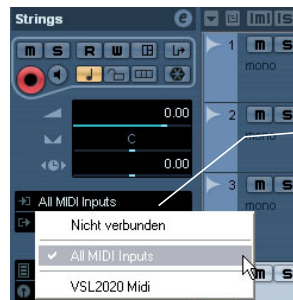 Strings e
m S R W
1 m S
mono
0.00
C
2 m S
mono
0.00
3 m S
mono
All MIDI Inputs
Nicht verbunden
All MIDI Inputs
VSL2020 Midi
m S